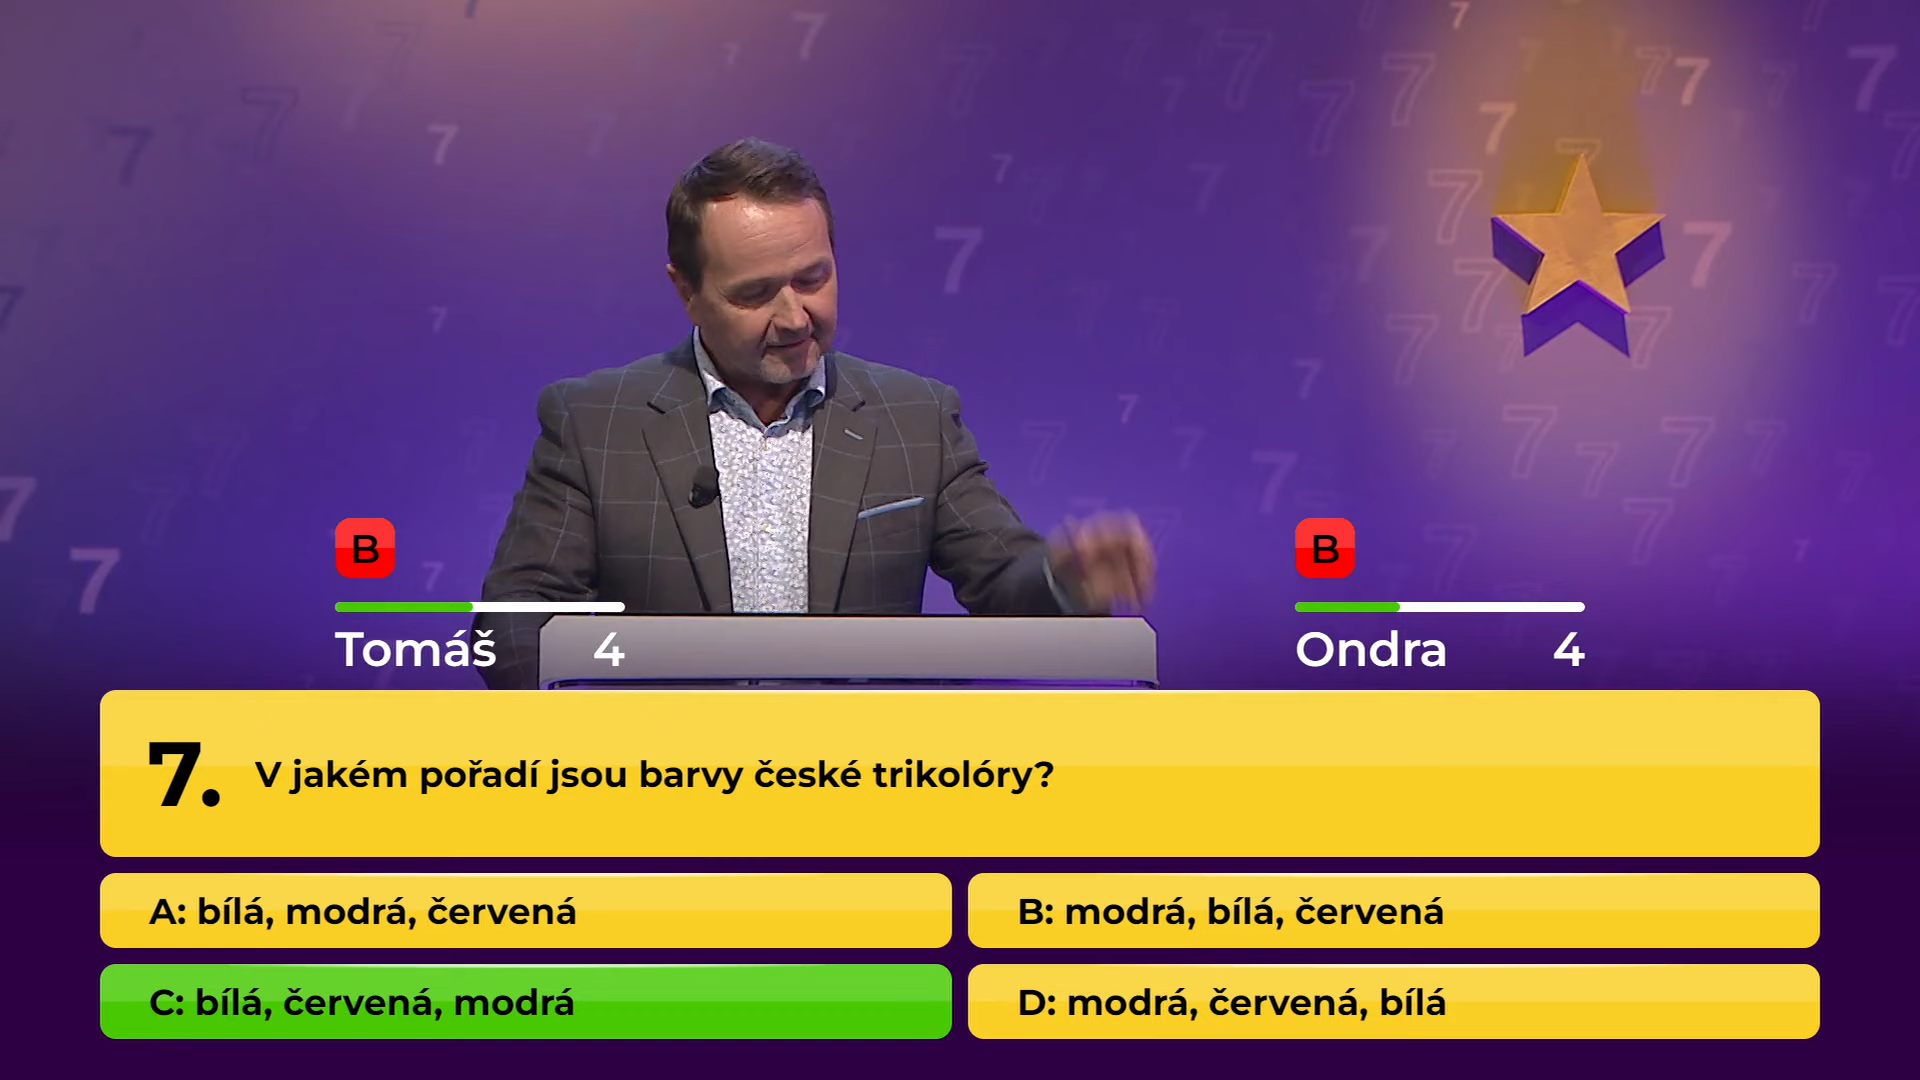 B
B
Tomáš 4
Ondra 4
7. V jakém pořadí jsou barvy české trikolóry?
A: bílá, modrá, červená
B: modrá, bílá, červená
C: bílá, červená, modrá
D: modrá, červená, bílá